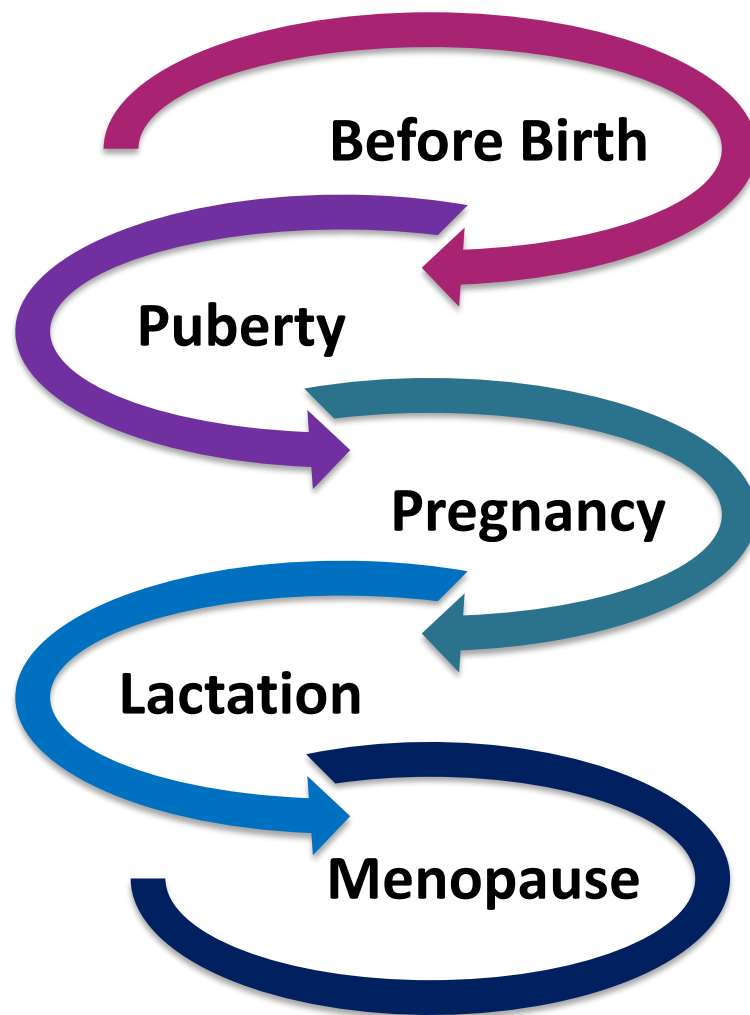 Before Birth
Puberty
Pregnancy
Lactation
Menopause